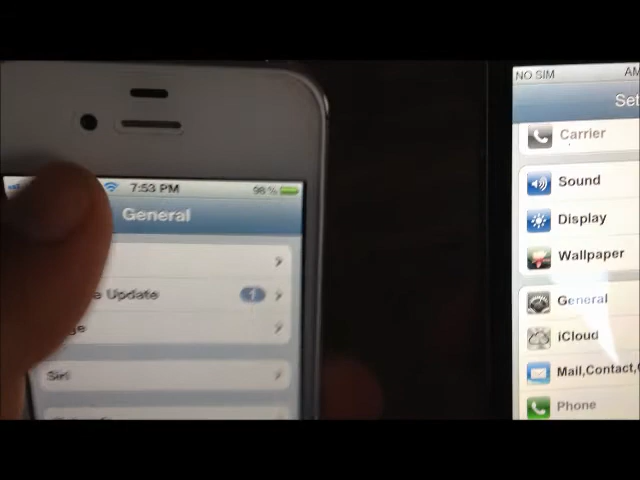 7:53 PM
98 %
General
Update
1
Siri
NO SIM
AM
Set
Carrier
Sound
Display
Wallpaper
General
iCloud
Mail,Contact,
Phone